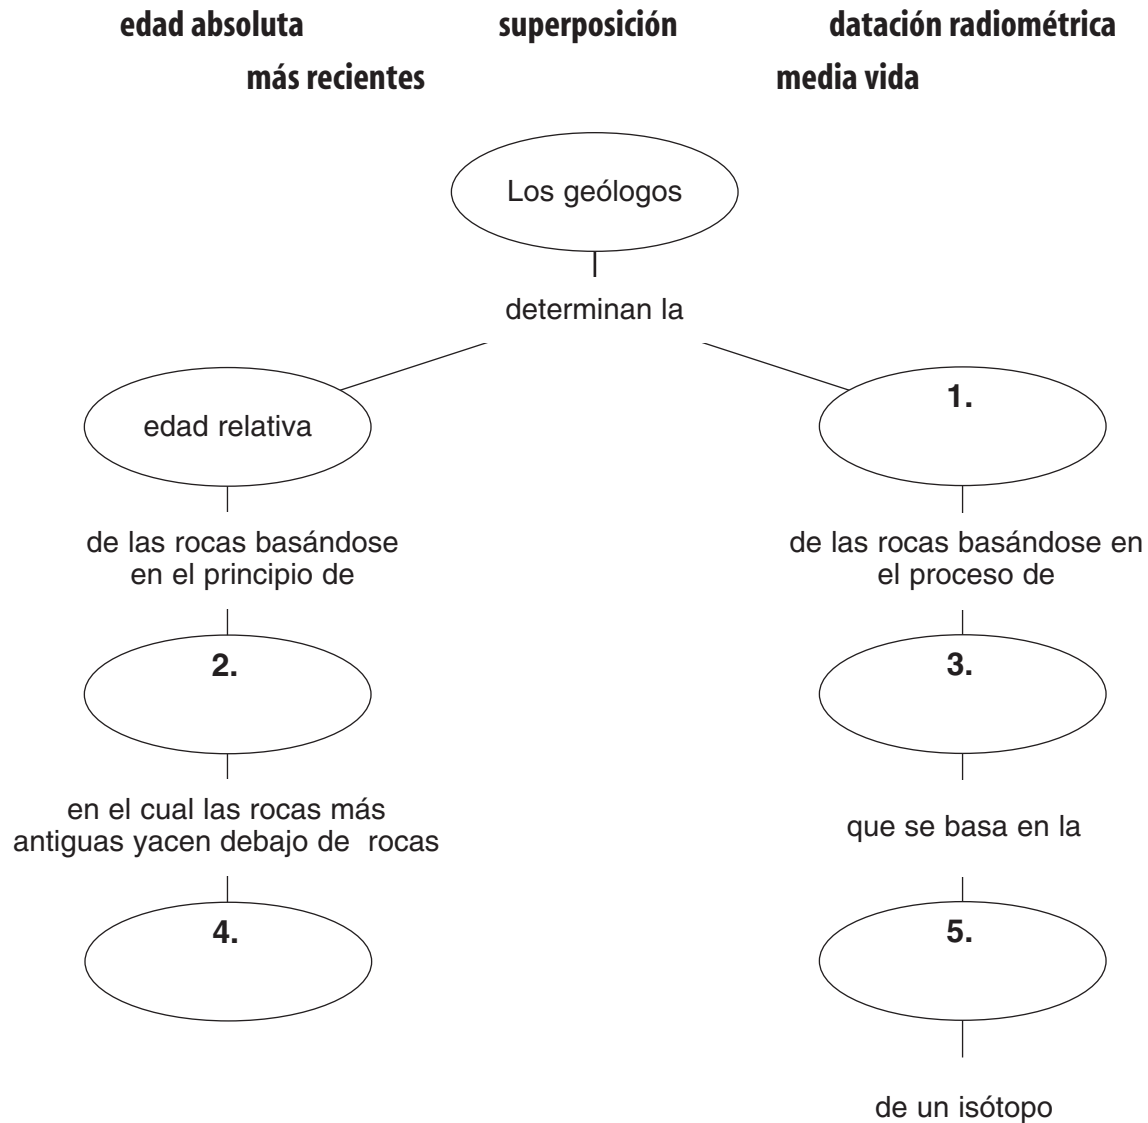 edad absoluta superposición datación radiométrica
más recientes media vida
Los geólogos
determinan la
edad relativa
1.
de las rocas basándose
en el principio de
de las rocas basándose en
el proceso de
2.
3.
en el cual las rocas más
antiguas yacen debajo de rocas
que se basa en la
4.
5.
de un isótopo